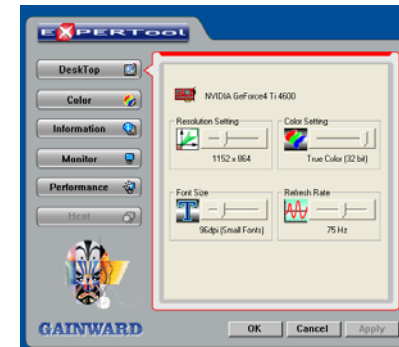 EXPERTOOL
DeskTop
Color
Information
Monitor
Performance
Heat
NVIDIA GeForce4 Ti 4600
Resolution Setting
Color Setting
1152 x 864
True Color (32 bit)
Font Size
Refresh Rate
96dpi (Small Fonts)
75 Hz
GAINWARD
OK
Cancel
Apply